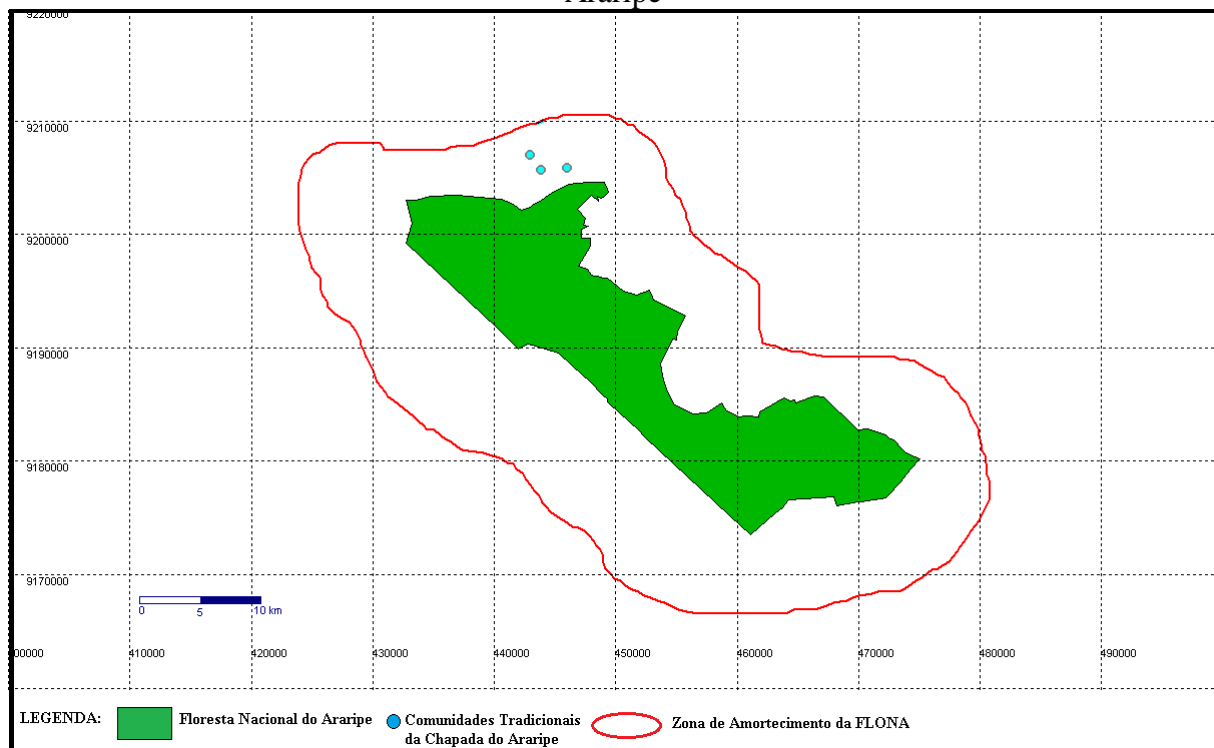 Araripe
9220000
9210000
9200000
9190000
9180000
9170000
0 5 10 km
00000 410000 420000 430000 440000 450000 460000 470000 480000 490000
LEGENDA: Floresta Nacional do Araripe Comunidades Tradicionais da Chapada do Araripe Zona de Amortecimento da FLONA